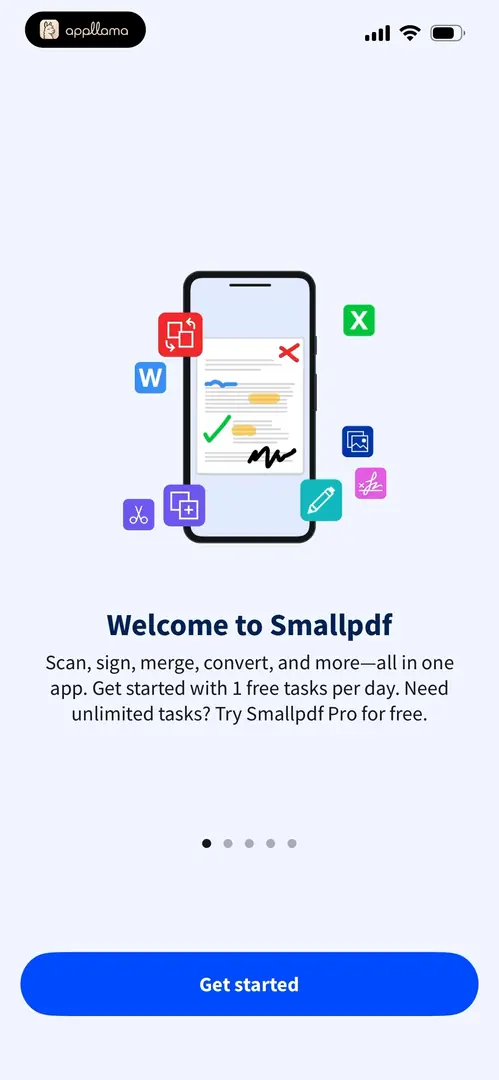 appllama
X
W
Welcome to Smallpdf
Scan, sign, merge, convert, and more—all in one
app. Get started with 1 free tasks per day. Need
unlimited tasks? Try Smallpdf Pro for free.
Get started